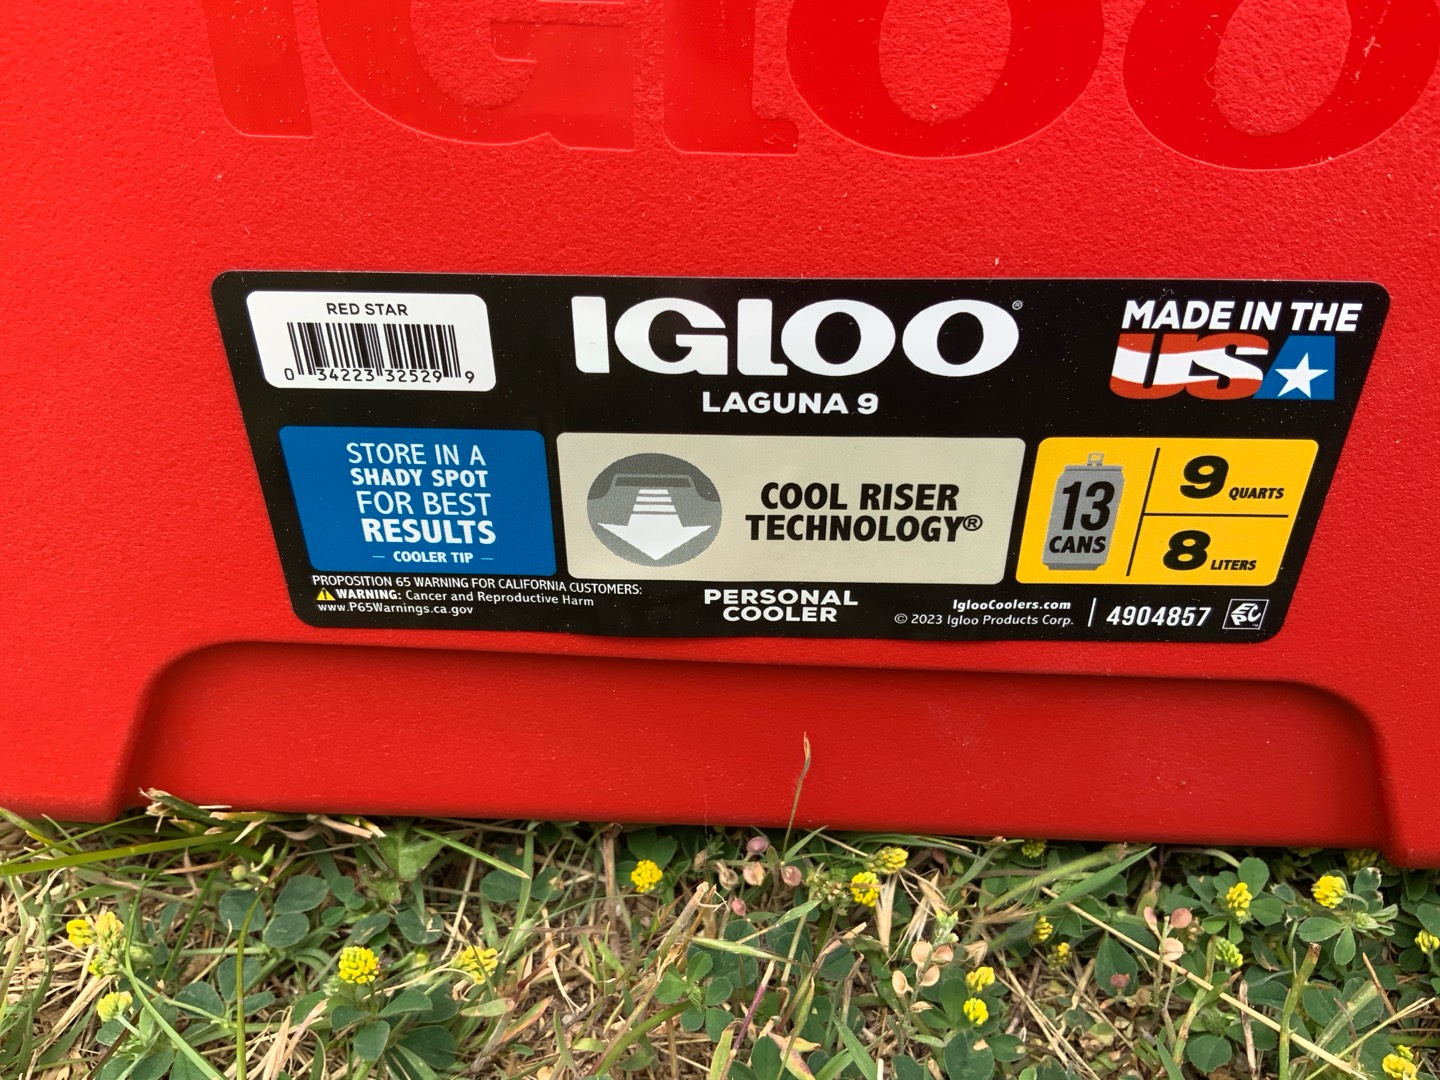 IGLOO
RED STAR
0 34223 32529 9
IGLOO®
LAGUNA 9
MADE IN THE
USA
STORE IN A
SHADY SPOT
FOR BEST
RESULTS
— COOLER TIP —
COOL RISER
TECHNOLOGY®
13
CANS
9 QUARTS
8 LITERS
PROPOSITION 65 WARNING FOR CALIFORNIA CUSTOMERS:
⚠ WARNING: Cancer and Reproductive Harm
www.P65Warnings.ca.gov
PERSONAL
COOLER
IglooCoolers.com
© 2023 Igloo Products Corp.
4904857